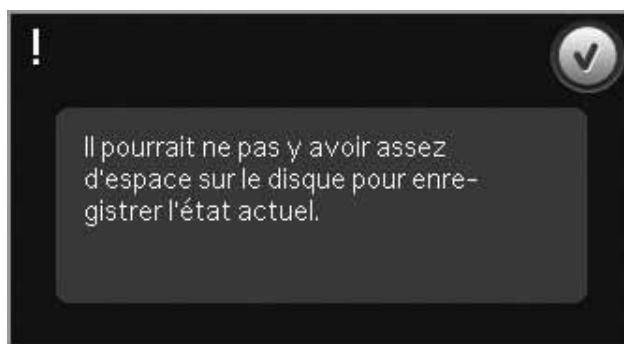 !
Il pourrait ne pas y avoir assez
d'espace sur le disque pour enre-
gistrer l'état actuel.